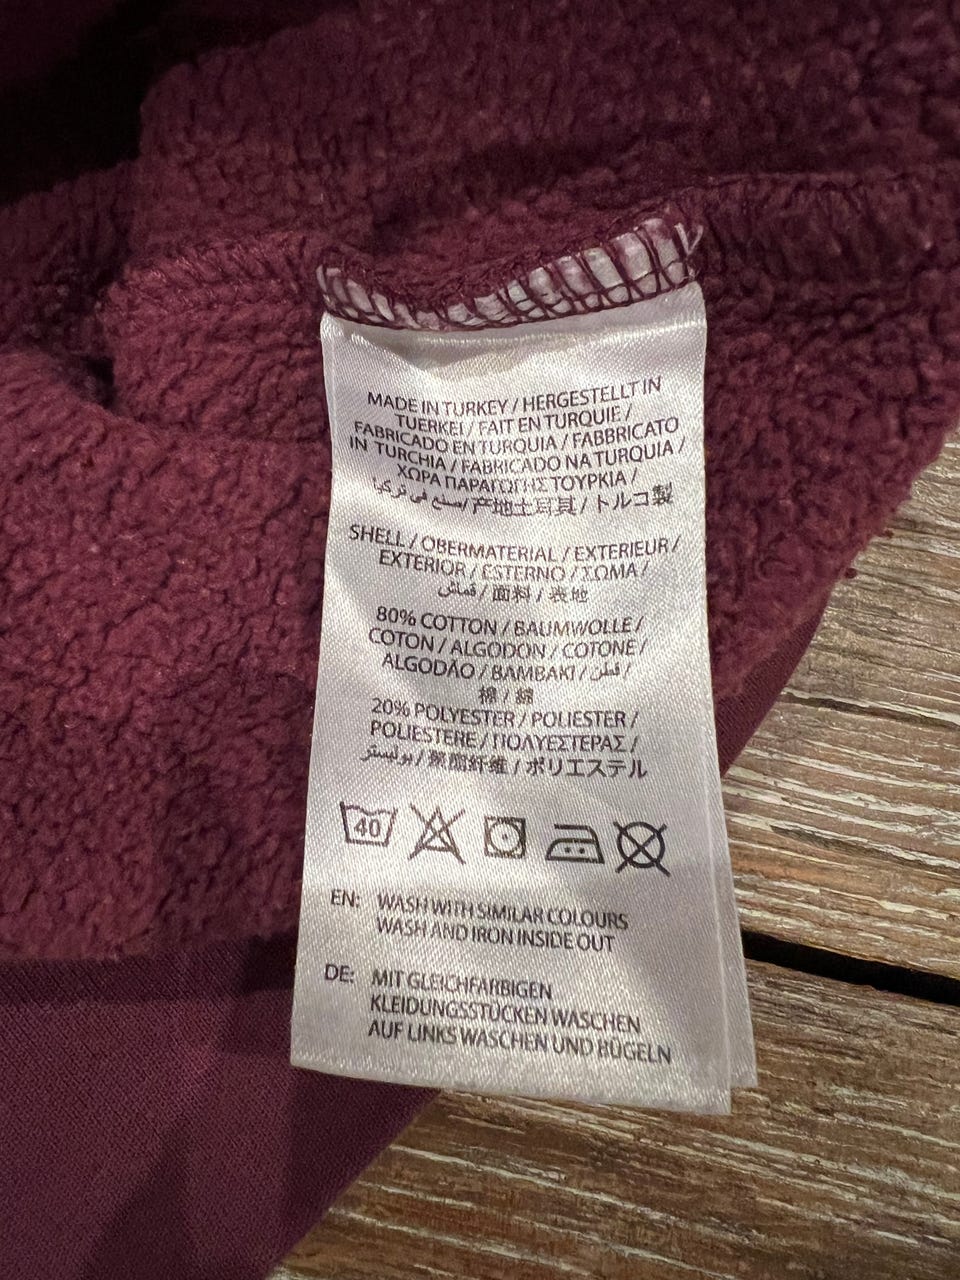 MADE IN TURKEY / HERGESTELLT IN
TUERKEI / FAIT EN TURQUIE /
FABRICADO EN TURQUIA / FABBRICATO
IN TURCHIA / FABRICADO NA TURQUIA /
ΧΩΡΑ ΠΑΡΑΓΩΓΗΣ ΤΟΥΡΚΙΑ /
صنع في تركيا / 产地土耳其 / トルコ製
SHELL / OBERMATERIAL / EXTERIEUR /
EXTERIOR / ESTERNO / ΣΩΜΑ /
قماش / 面料 / 表地
80% COTTON / BAUMWOLLE /
COTON / ALGODON / COTONE /
ALGODÃO / BAMBAKI / قطن /
棉 / 綿
20% POLYESTER / POLIESTER /
POLIESTERE / ΠΟΛΥΕΣΤΕΡΑΣ /
بوليستر / 聚酯纤维 / ポリエステル
40
EN: WASH WITH SIMILAR COLOURS
WASH AND IRON INSIDE OUT
DE: MIT GLEICHFARBIGEN
KLEIDUNGSSTÜCKEN WASCHEN
AUF LINKS WASCHEN UND BÜGELN